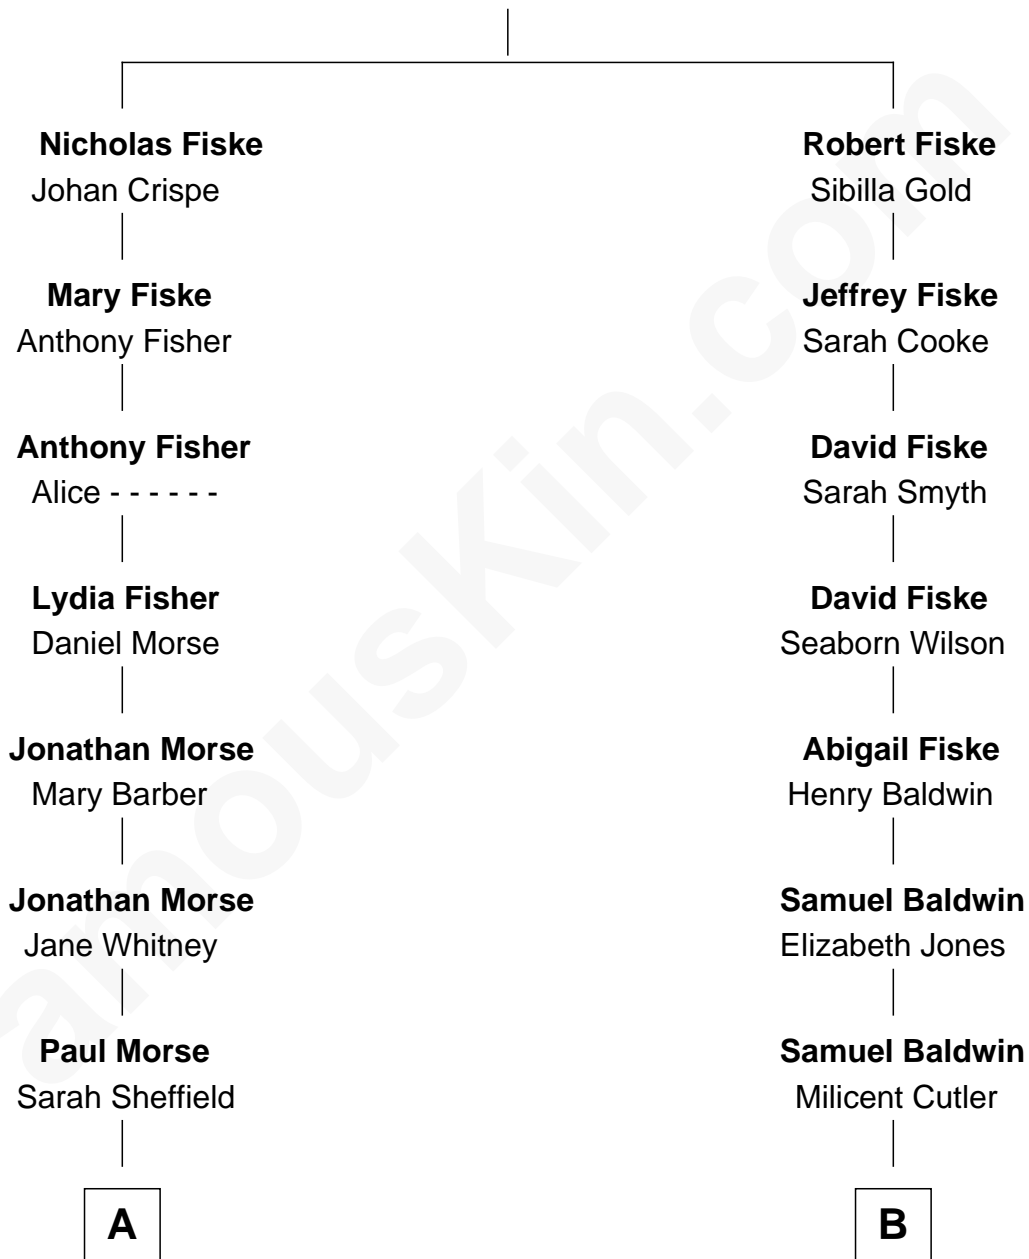 Nicholas Fiske
Johan Crispe
Mary Fiske
Anthony Fisher
Anthony Fisher
Alice - - - - - -
Lydia Fisher
Daniel Morse
Jonathan Morse
Mary Barber
Jonathan Morse
Jane Whitney
Paul Morse
Sarah Sheffield
A
Robert Fiske
Sibilla Gold
Jeffrey Fiske
Sarah Cooke
David Fiske
Sarah Smyth
David Fiske
Seaborn Wilson
Abigail Fiske
Henry Baldwin
Samuel Baldwin
Elizabeth Jones
Samuel Baldwin
Milicent Cutler
B
amouskin.com